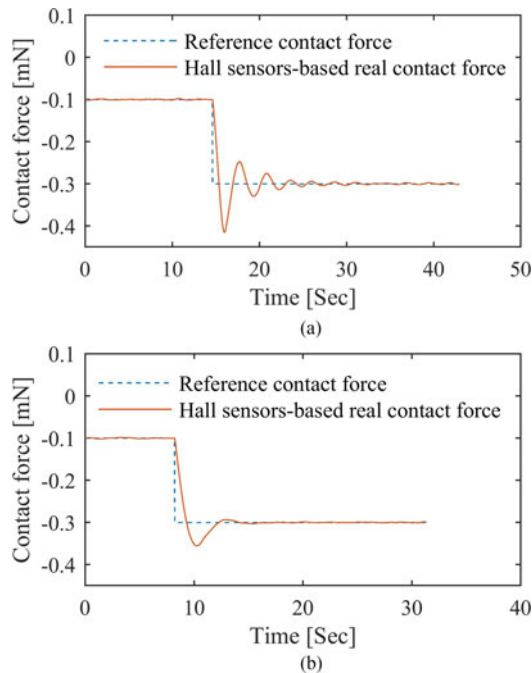 0.1
Reference contact force
0
Hall sensors-based real contact force
-0.1
-0.2
-0.3
-0.4
Contact force [mN]
0 10 20 30 40 50
Time [Sec]
(a)
0.1
Reference contact force
0
Hall sensors-based real contact force
-0.1
-0.2
-0.3
-0.4
Contact force [mN]
0 10 20 30 40
Time [Sec]
(b)